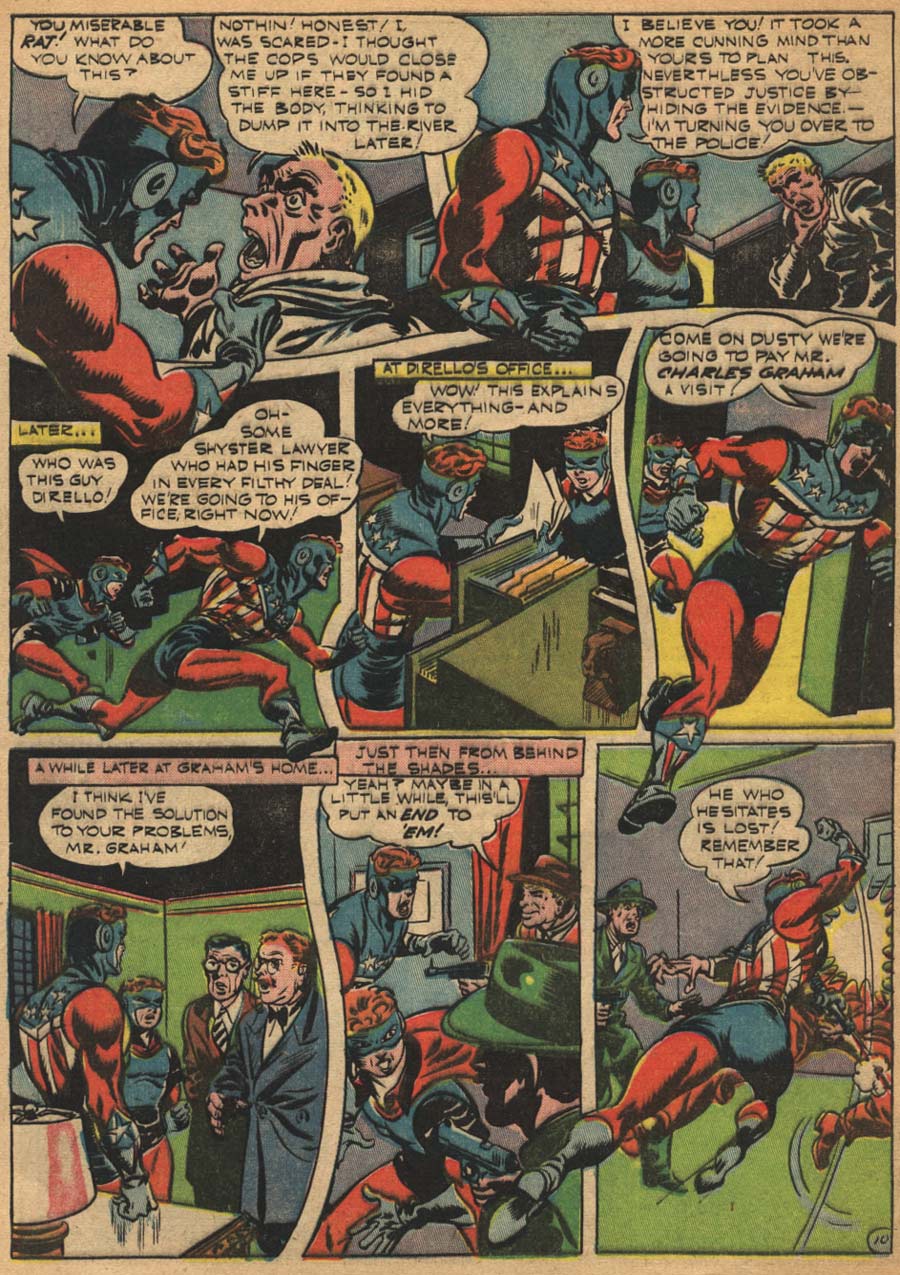 YOU MISERABLE
RAT! WHAT DO
YOU KNOW ABOUT
THIS?
NOTHIN! HONEST! I,
WAS SCARED - I THOUGHT
THE COPS WOULD CLOSE
ME UP IF THEY FOUND A
STIFF HERE - SO I HID
THE BODY, THINKING TO
DUMP IT INTO THE RIVER
LATER!
I BELIEVE YOU! IT TOOK A
MORE CUNNING MIND THAN
YOURS TO PLAN THIS.
NEVERTHELESS YOU'VE OB-
STRUCTED JUSTICE BY
HIDING THE EVIDENCE. —
I'M TURNING YOU OVER TO
THE POLICE!
LATER...
WHO WAS
THIS GUY
DIRELLO!
OH-
SOME
SHYSTER LAWYER
WHO HAD HIS FINGER
IN EVERY FILTHY DEAL!
WE'RE GOING TO HIS OF-
FICE, RIGHT NOW!
AT DIRELLO'S OFFICE...
WOW! THIS EXPLAINS
EVERYTHING - AND
MORE!
COME ON DUSTY WE'RE
GOING TO PAY MR.
CHARLES GRAHAM
A VISIT!
A WHILE LATER AT GRAHAM'S HOME...
I THINK I'VE
FOUND THE SOLUTION
TO YOUR PROBLEMS,
MR. GRAHAM!
JUST THEN FROM BEHIND
THE SHADES...
YEAH? MAYBE IN A
LITTLE WHILE, THIS'LL
PUT AN END TO
'EM!
HE WHO
HESITATES
IS LOST!
REMEMBER
THAT!
10